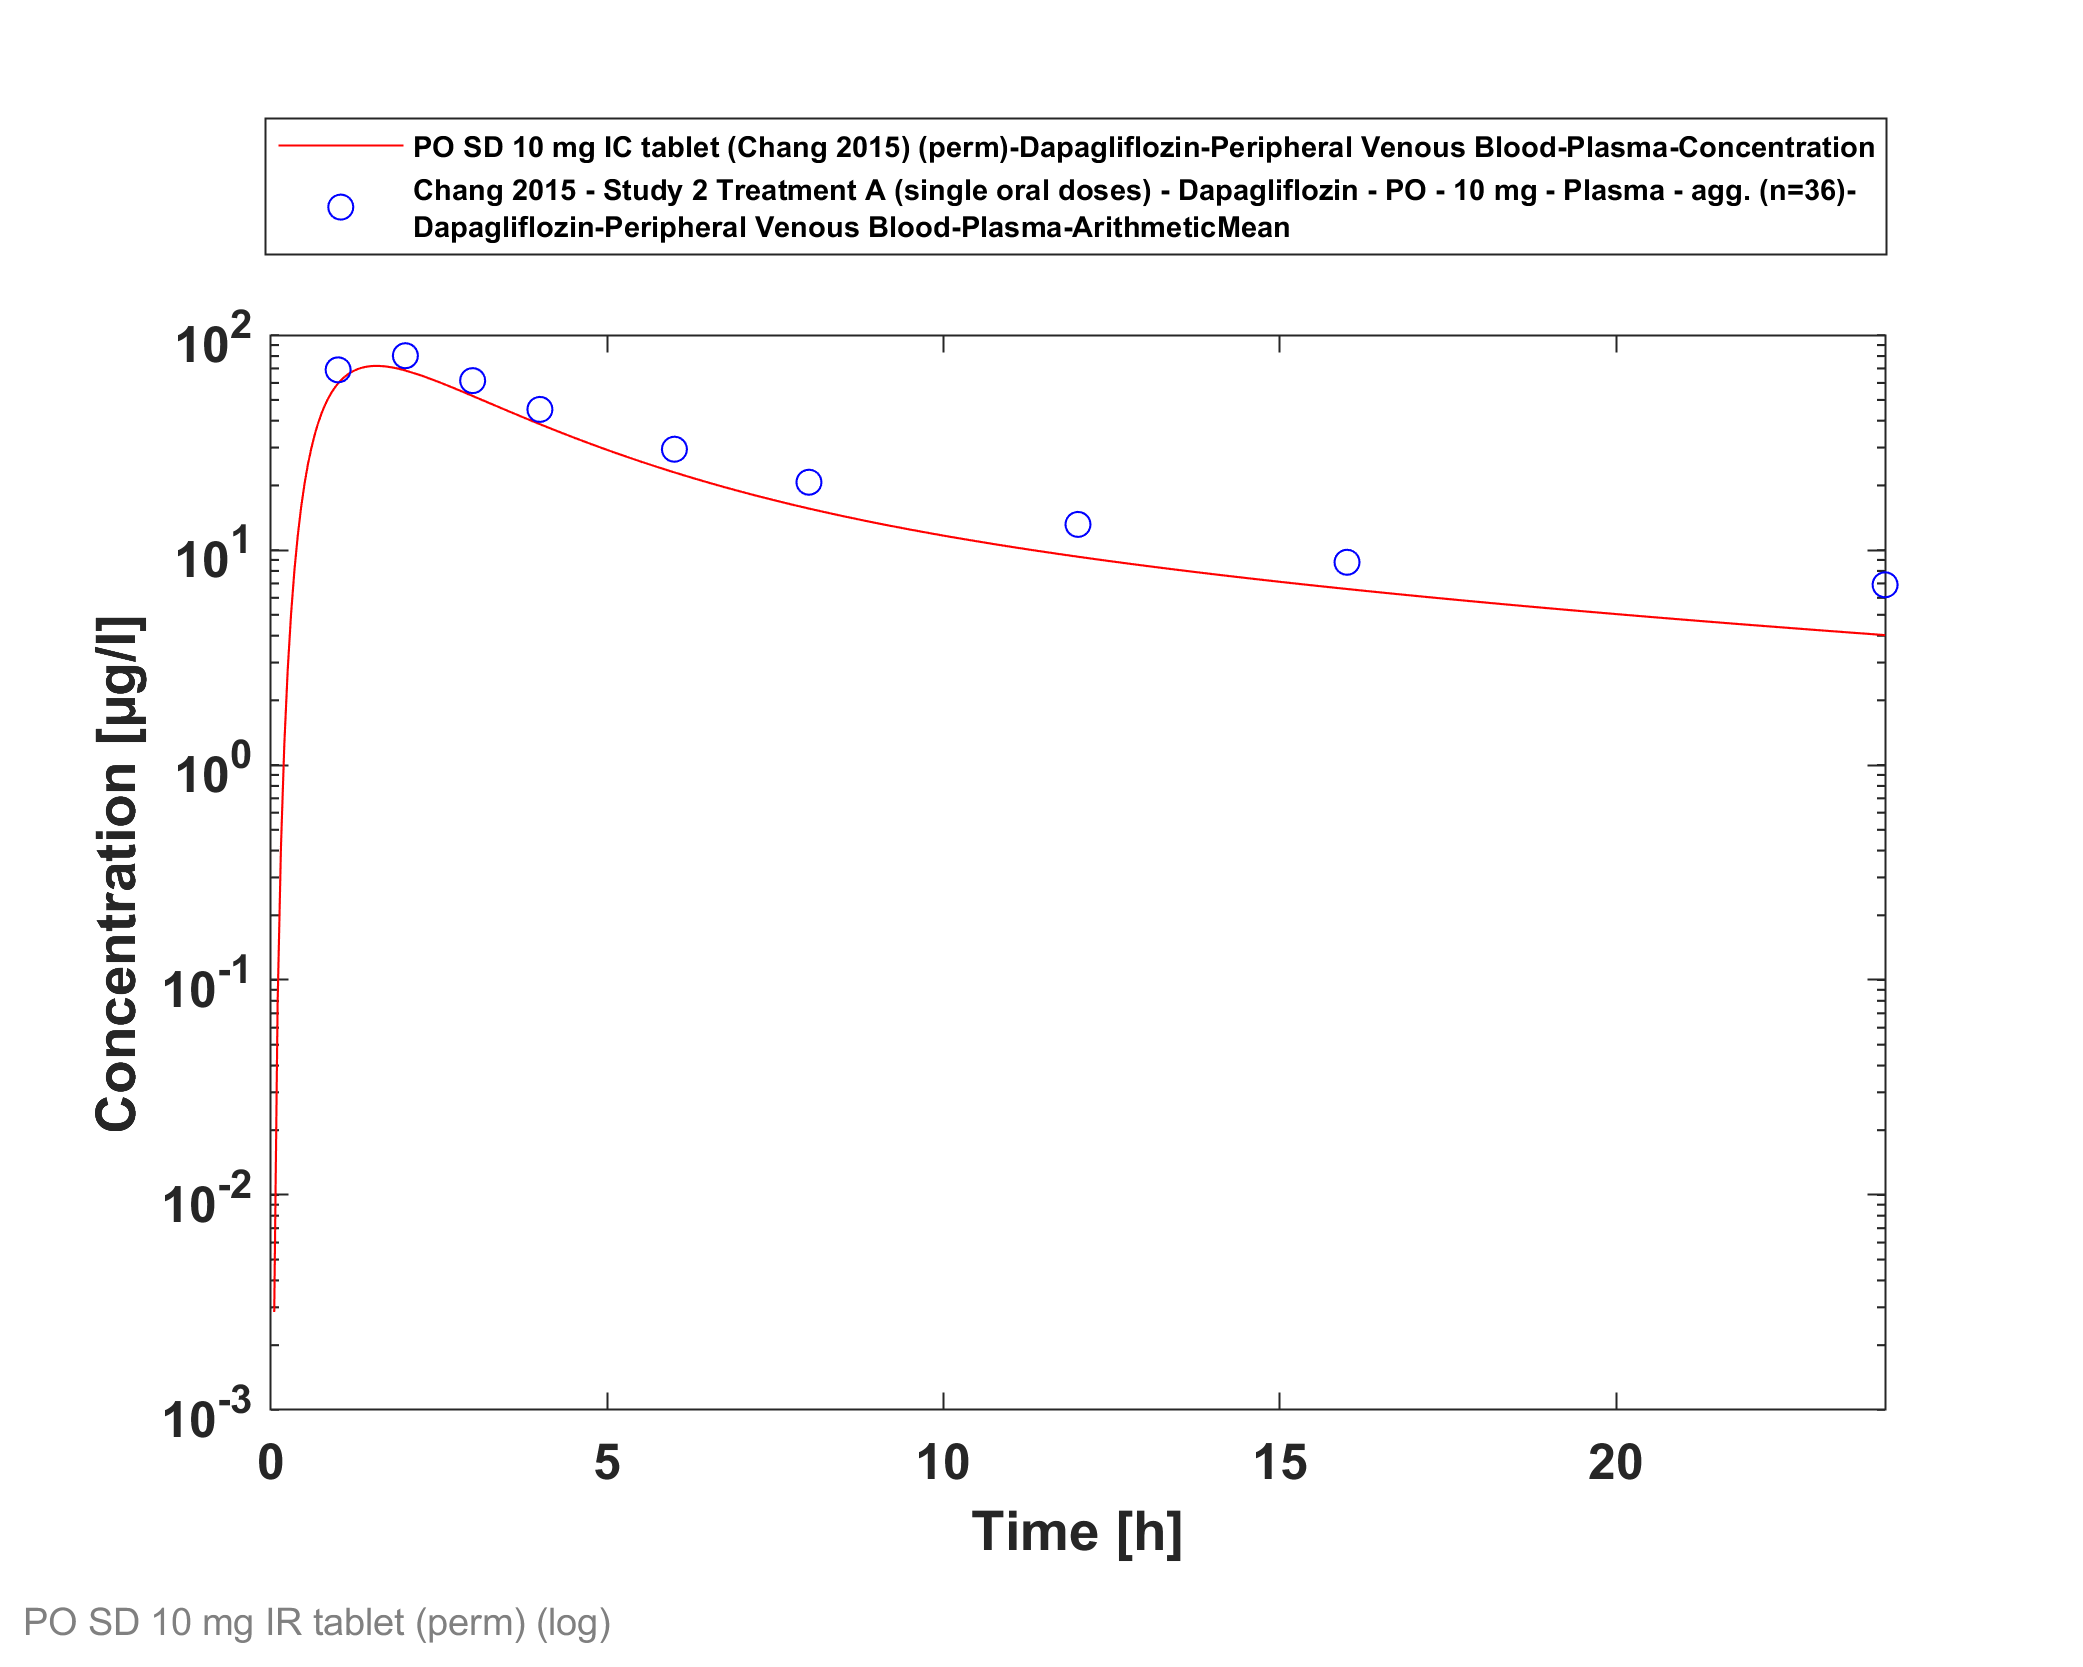 PO SD 10 mg IC tablet (Chang 2015) (perm)-Dapagliflozin-Peripheral Venous Blood-Plasma-Concentration
Chang 2015 - Study 2 Treatment A (single oral doses) - Dapagliflozin - PO - 10 mg - Plasma - agg. (n=36)-
Dapagliflozin-Peripheral Venous Blood-Plasma-ArithmeticMean
10^2
10^1
10^0
10^-1
10^-2
10^-3
Concentration [µg/l]
0 5 10 15 20
Time [h]
PO SD 10 mg IR tablet (perm) (log)